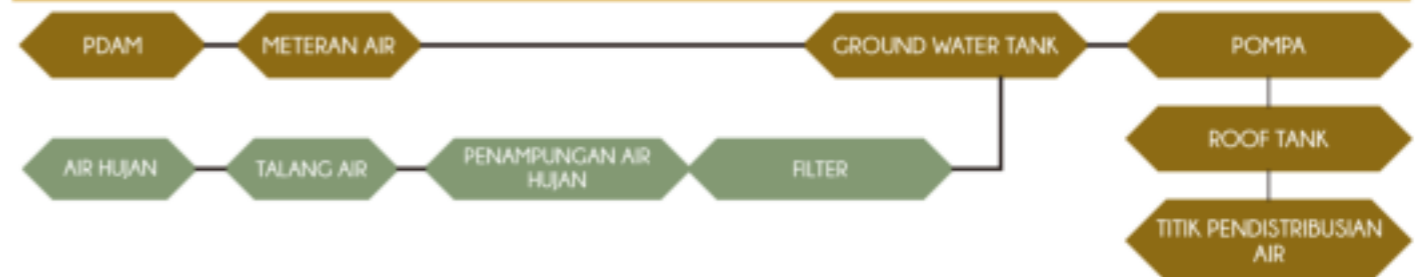 PDAM
METERAN AIR
GROUND WATER TANK
POMPA
AIR HUJAN
TALANG AIR
PENAMPUNGAN AIR
HUJAN
FILTER
ROOF TANK
TITIK PENDISTRIBUSIAN
AIR